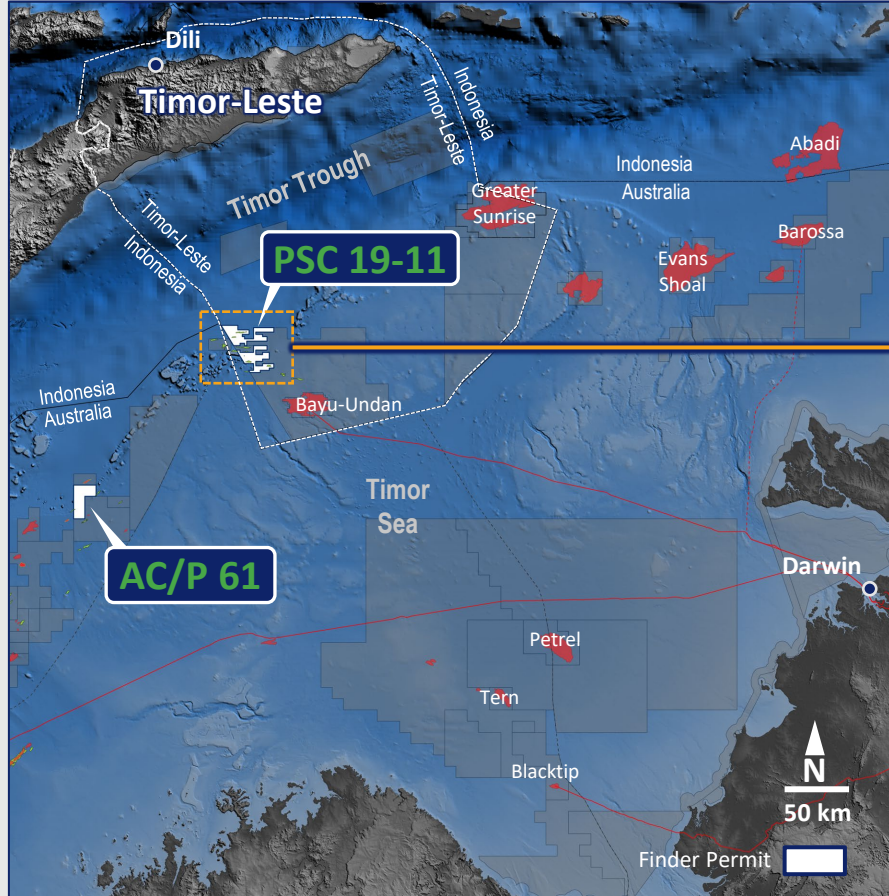 Dili
Timor-Leste
Indonesia
Timor-Leste
Timor Trough
Indonesia
Australia
Abadi
Greater
Sunrise
Barossa
Evans
Shoal
Timor-Leste
Indonesia
PSC 19-11
Indonesia
Australia
Bayu-Undan
Timor
Sea
AC/P 61
Darwin
Petrel
Tern
Blacktip
N
50 km
Finder Permit